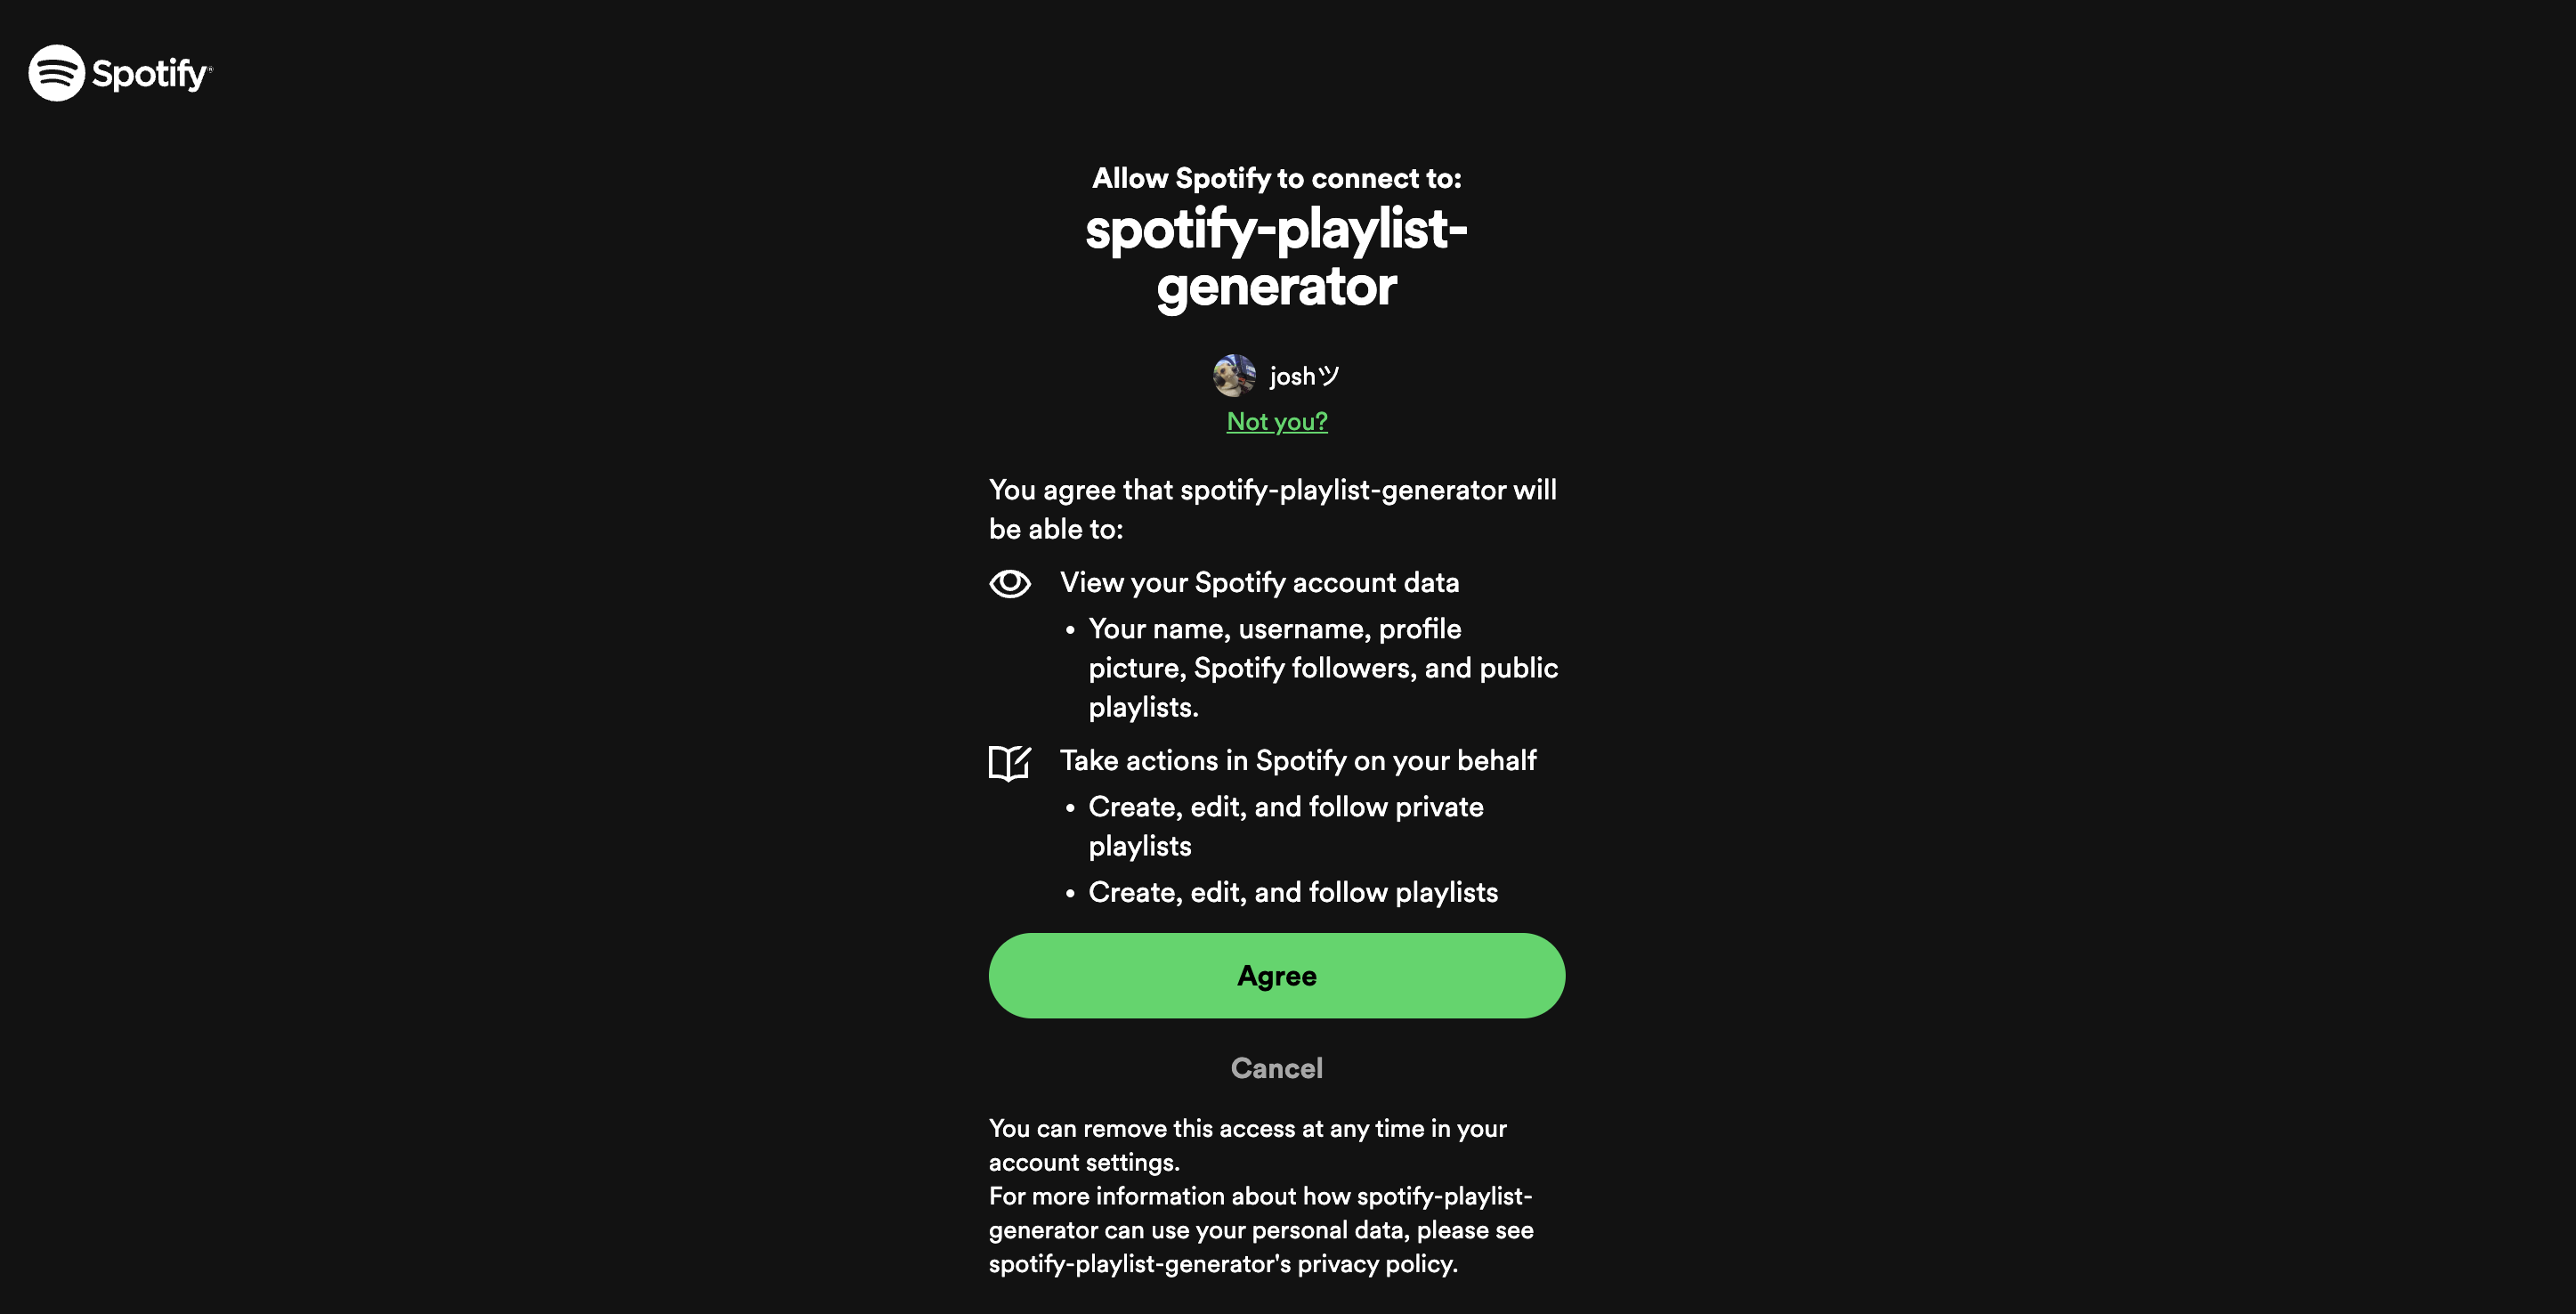 Spotify®
Allow Spotify to connect to:
spotify-playlist-
generator
joshツ
Not you?
You agree that spotify-playlist-generator will
be able to:
View your Spotify account data
• Your name, username, profile
picture, Spotify followers, and public
playlists.
Take actions in Spotify on your behalf
• Create, edit, and follow private
playlists
• Create, edit, and follow playlists
Agree
Cancel
You can remove this access at any time in your
account settings.
For more information about how spotify-playlist-
generator can use your personal data, please see
spotify-playlist-generator's privacy policy.